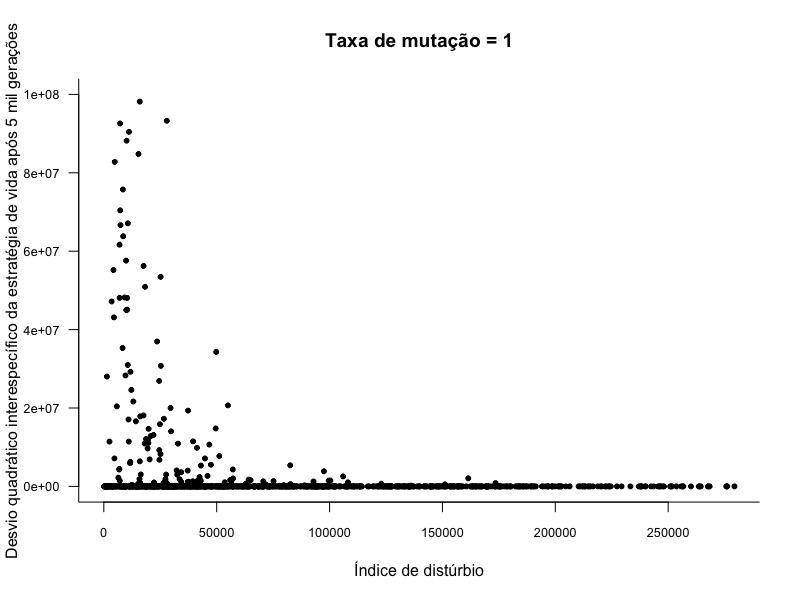 Taxa de mutação = 1
Desvio quadrático interespecífico da estratégia de vida após 5 mil gerações
1e+08
8e+07
6e+07
4e+07
2e+07
0e+00
0
50000
100000
150000
200000
250000
Índice de distúrbio